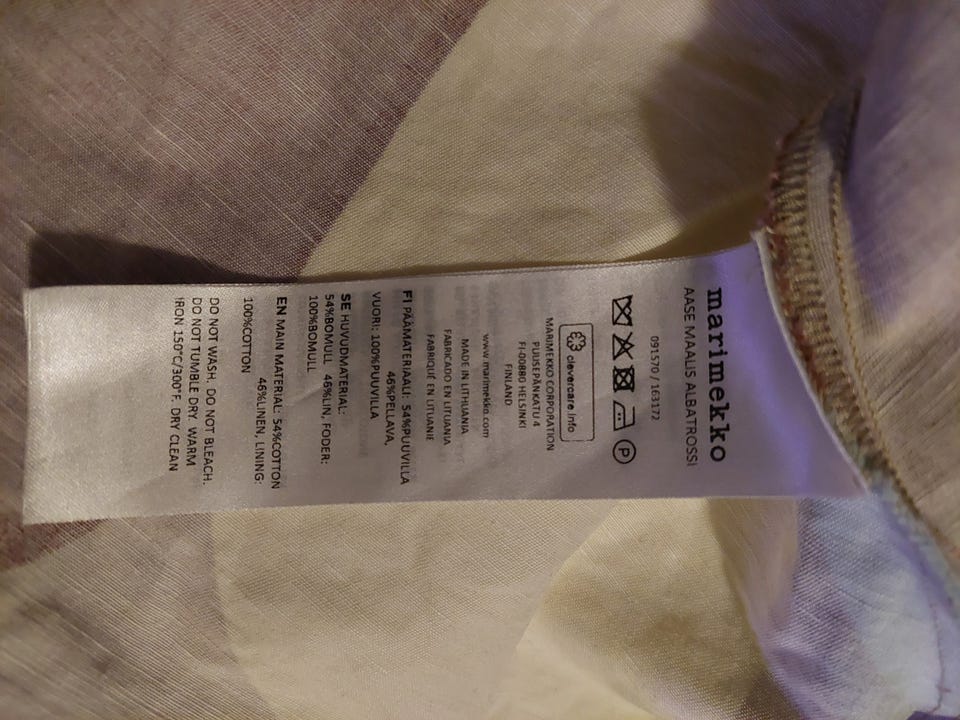 marimekko
AASE MAALIS ALBATROSSI
091570 / 163172
P
clevercare.info
MARIMEKKO CORPORATION
PUUSEPÄNKATU 4
FI-00880 HELSINKI
FINLAND
www.marimekko.com
MADE IN LITHUANIA
FABRICADO EN LITUANIA
FABRIQUÉ EN LITUANIE
FI PÄÄMATERIAALI: 54%PUUVILLA
46%PELLAVA,
VUORI: 100%PUUVILLA
SE HUVUDMATERIAL:
54%BOMULL 46%LIN, FODER:
100%BOMULL
EN MAIN MATERIAL: 54%COTTON
46%LINEN, LINING:
100%COTTON
DO NOT WASH. DO NOT BLEACH.
DO NOT TUMBLE DRY. WARM
IRON 150°C/300°F. DRY CLEAN